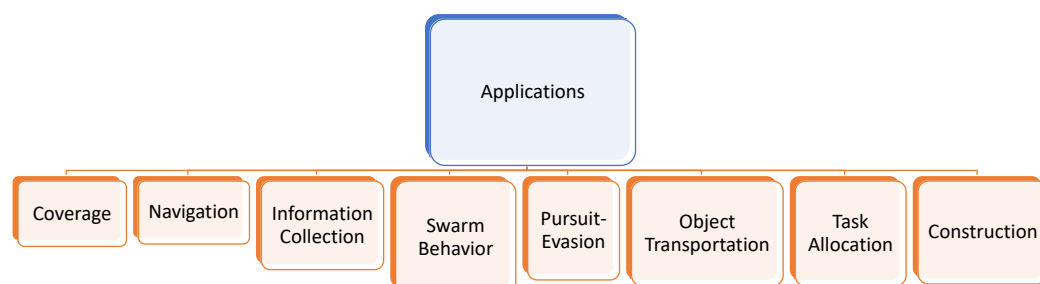 Applications
Coverage
Navigation
Information
Collection
Swarm
Behavior
Pursuit-
Evasion
Object
Transportation
Task
Allocation
Construction